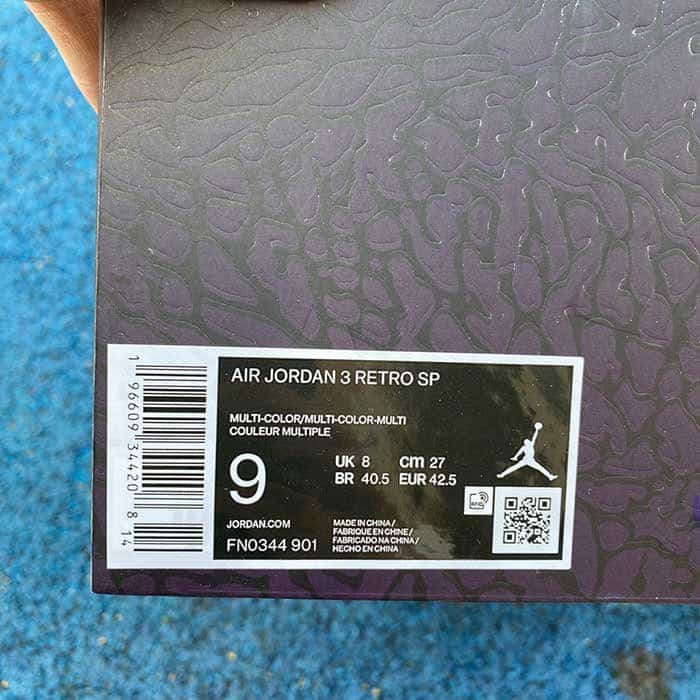 AIR JORDAN 3 RETRO SP
MULTI-COLOR/MULTI-COLOR-MULTI
COULEUR MULTIPLE
9
UK 8 cm 27
BR 40.5 EUR 42.5
JORDAN.COM
FN0344 901
MADE IN CHINA /
FABRIQUE EN CHINE /
FABRICADO NA CHINA /
HECHO EN CHINA
RFID
1 96609 34420 8 14